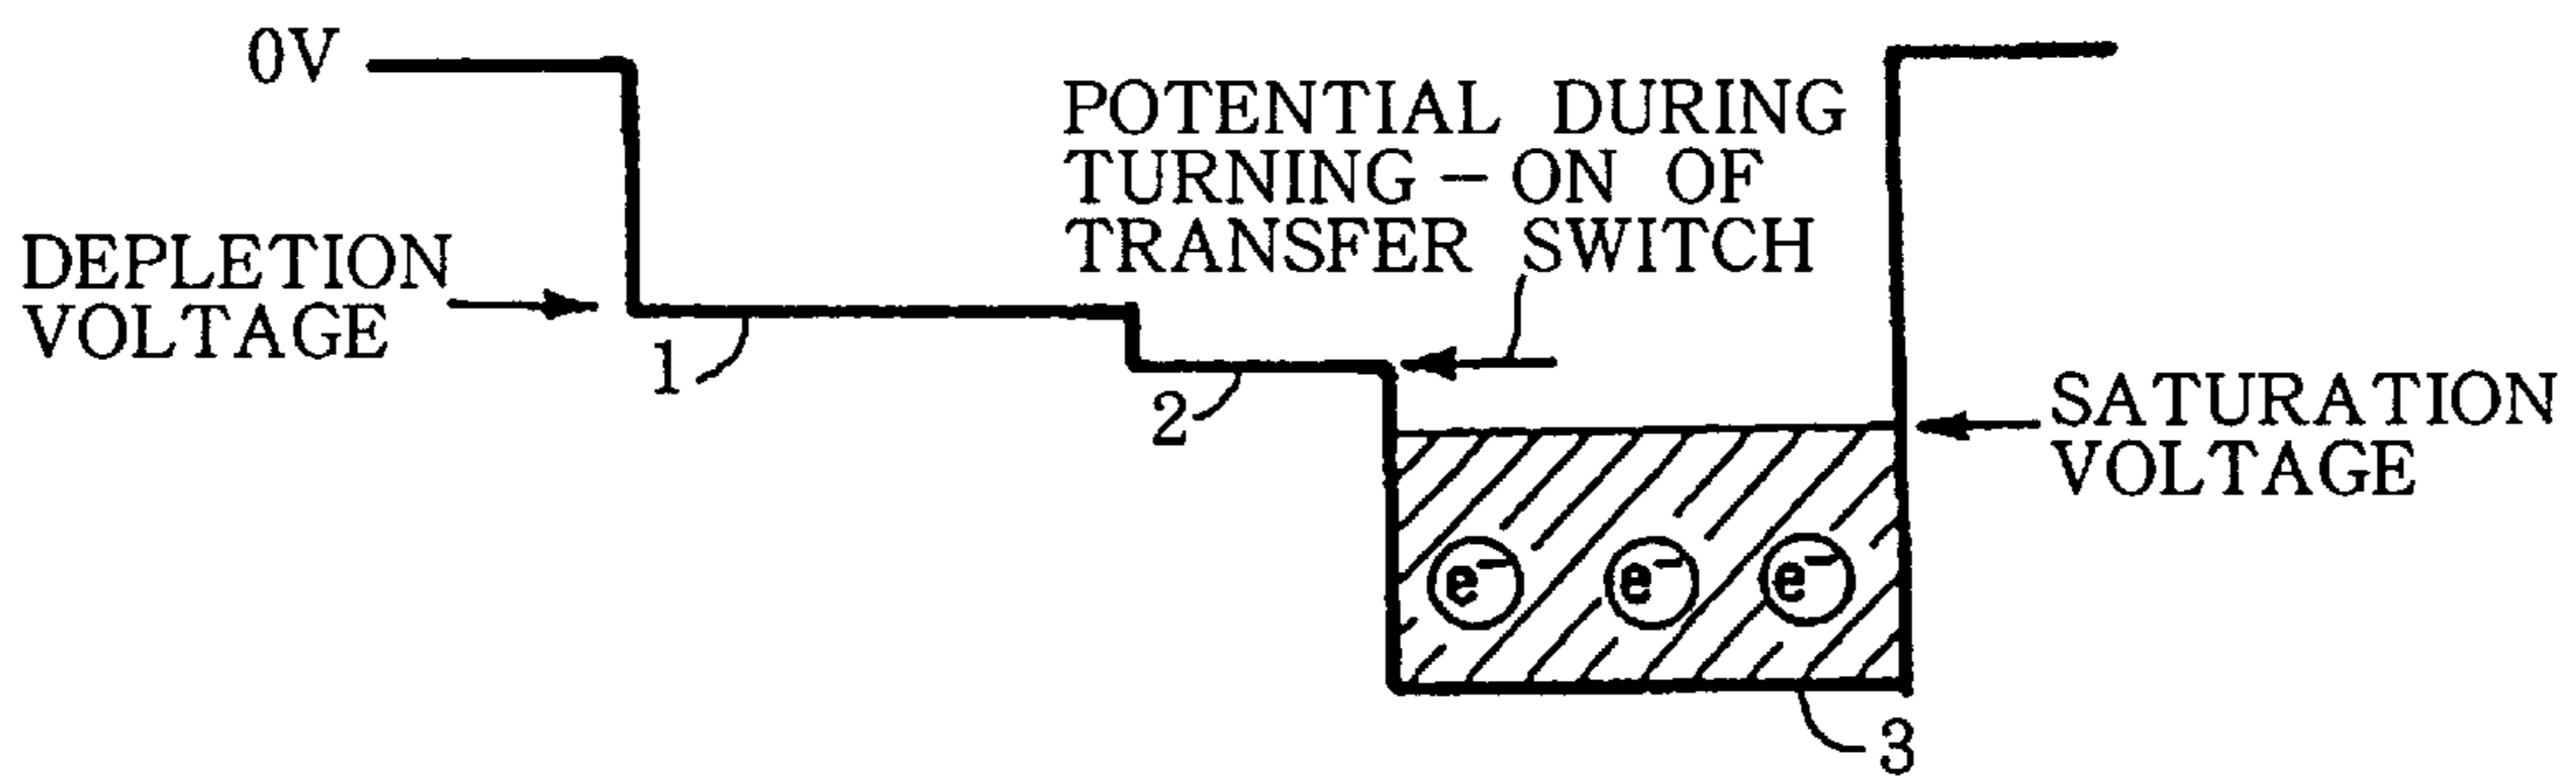 0V
POTENTIAL DURING
TURNING-ON OF
TRANSFER SWITCH
DEPLETION
VOLTAGE
1
2
SATURATION
VOLTAGE
e⁻ e⁻ e⁻
3